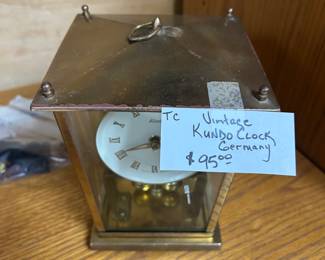 TC Vintage
KUNDO CLOCK
Germany
$95.00